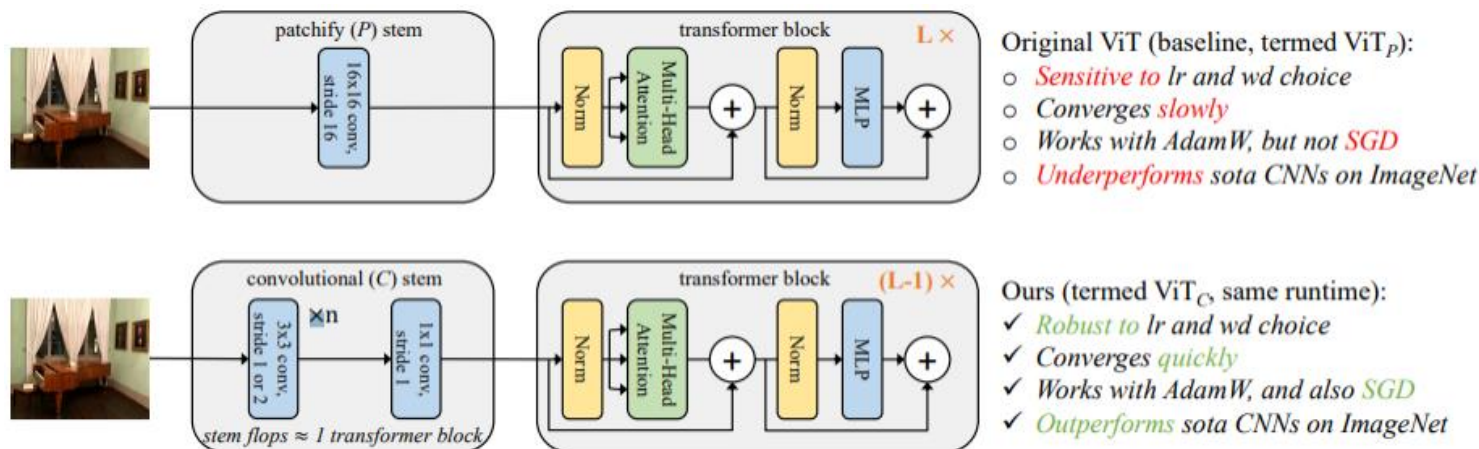 patchify (P) stem
16x16 conv,
stride 16
transformer block
L ×
Norm
Multi-Head
Attention
+
Norm
MLP
+
Original ViT (baseline, termed ViT_P):
○ Sensitive to lr and wd choice
○ Converges slowly
○ Works with AdamW, but not SGD
○ Underperforms sota CNNs on ImageNet
convolutional (C) stem
3x3 conv,
stride 1 or 2
×n
1x1 conv,
stride 1
stem flops ≈ 1 transformer block
transformer block
(L-1) ×
Norm
Multi-Head
Attention
+
Norm
MLP
+
Ours (termed ViT_C, same runtime):
✓ Robust to lr and wd choice
✓ Converges quickly
✓ Works with AdamW, and also SGD
✓ Outperforms sota CNNs on ImageNet